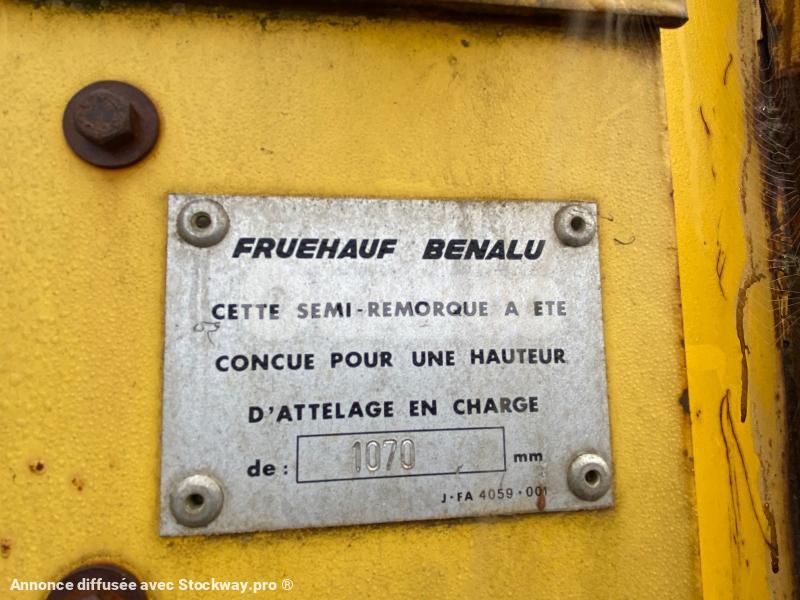 FRUEHAUF BENALU
CETTE SEMI-REMORQUE A ETE
CONCUE POUR UNE HAUTEUR
D'ATTELAGE EN CHARGE
de : 1070 mm
J·FA 4059·001
Annonce diffusée avec Stockway.pro ®